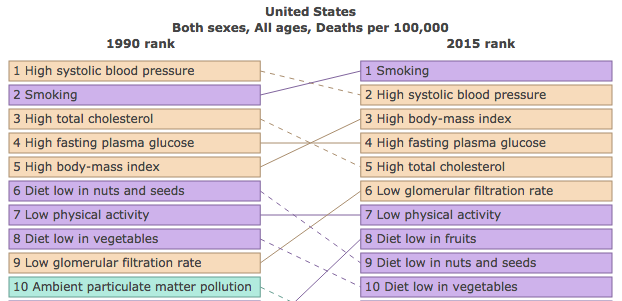 United States
Both sexes, All ages, Deaths per 100,000
1990 rank
2015 rank
1 High systolic blood pressure
2 Smoking
3 High total cholesterol
4 High fasting plasma glucose
5 High body-mass index
6 Diet low in nuts and seeds
7 Low physical activity
8 Diet low in vegetables
9 Low glomerular filtration rate
10 Ambient particulate matter pollution
1 Smoking
2 High systolic blood pressure
3 High body-mass index
4 High fasting plasma glucose
5 High total cholesterol
6 Low glomerular filtration rate
7 Low physical activity
8 Diet low in fruits
9 Diet low in nuts and seeds
10 Diet low in vegetables